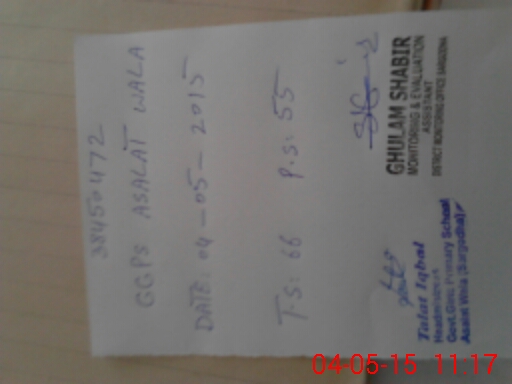 38450472
GGPS ASALAT WALA
DATE: 04-05-2015
T.S: 66 P.S: 55
Talat Iqbal
Headmistress
Govt. Girls Primary School
Asalat Wala (Sargodha)
GHULAM SHABIR
MONITORING & EVALUATION
ASSISTANT
DISTRICT MONITORING OFFICE SARGODHA
04-05-15 11:17